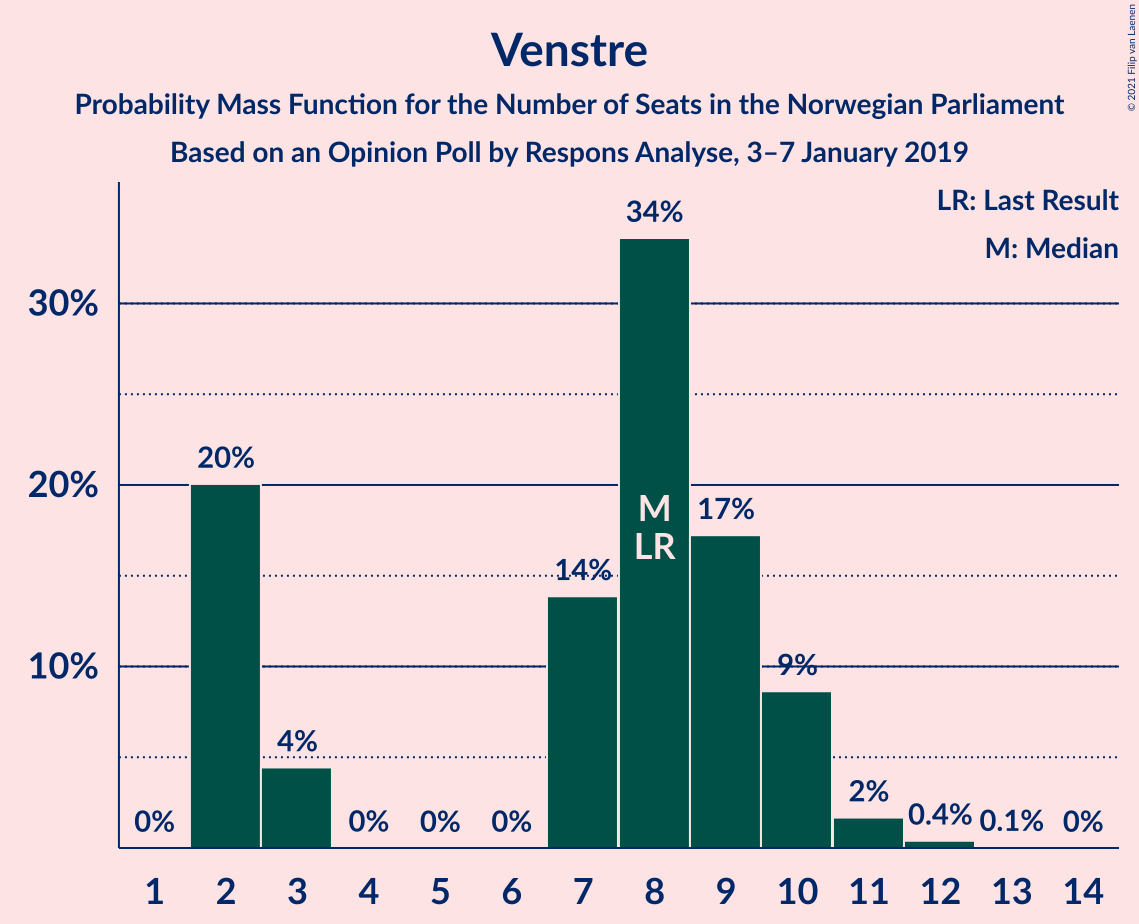 Venstre
Probability Mass Function for the Number of Seats in the Norwegian Parliament
Based on an Opinion Poll by Respons Analyse, 3–7 January 2019
© 2021 Filip van Laenen
LR: Last Result
M: Median
30%
20%
10%
0%
20%
4%
0%
0%
0%
14%
34%
M
LR
17%
9%
2%
0.4%
0.1%
0%
1 2 3 4 5 6 7 8 9 10 11 12 13 14